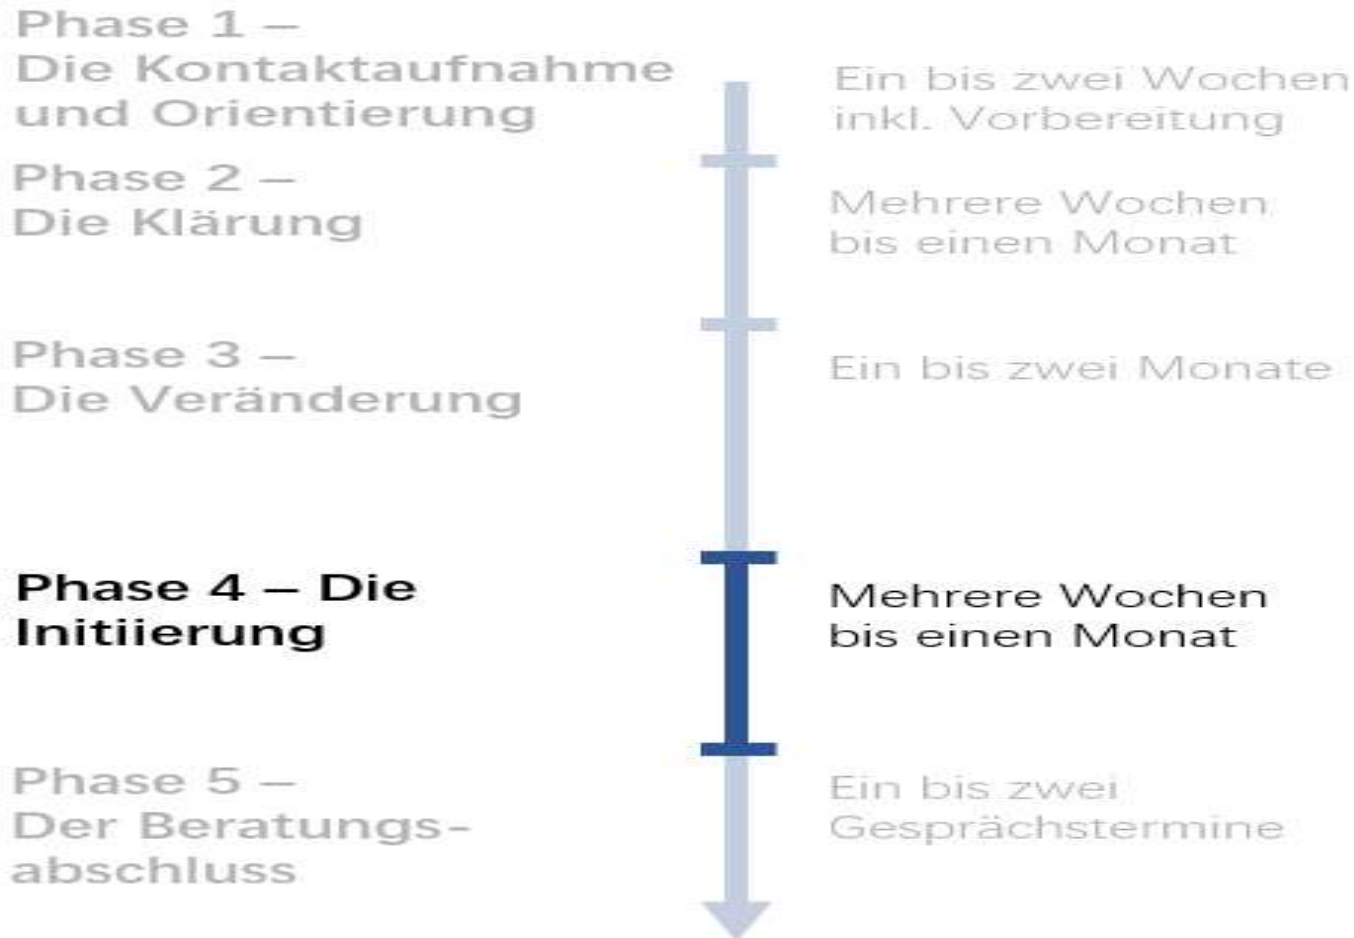 Phase 1 –
Die Kontaktaufnahme
und Orientierung
Ein bis zwei Wochen
inkl. Vorbereitung
Phase 2 –
Die Klärung
Mehrere Wochen
bis einen Monat
Phase 3 –
Die Veränderung
Ein bis zwei Monate
Phase 4 – Die
Initiierung
Mehrere Wochen
bis einen Monat
Phase 5 –
Der Beratungs-
abschluss
Ein bis zwei
Gesprächstermine